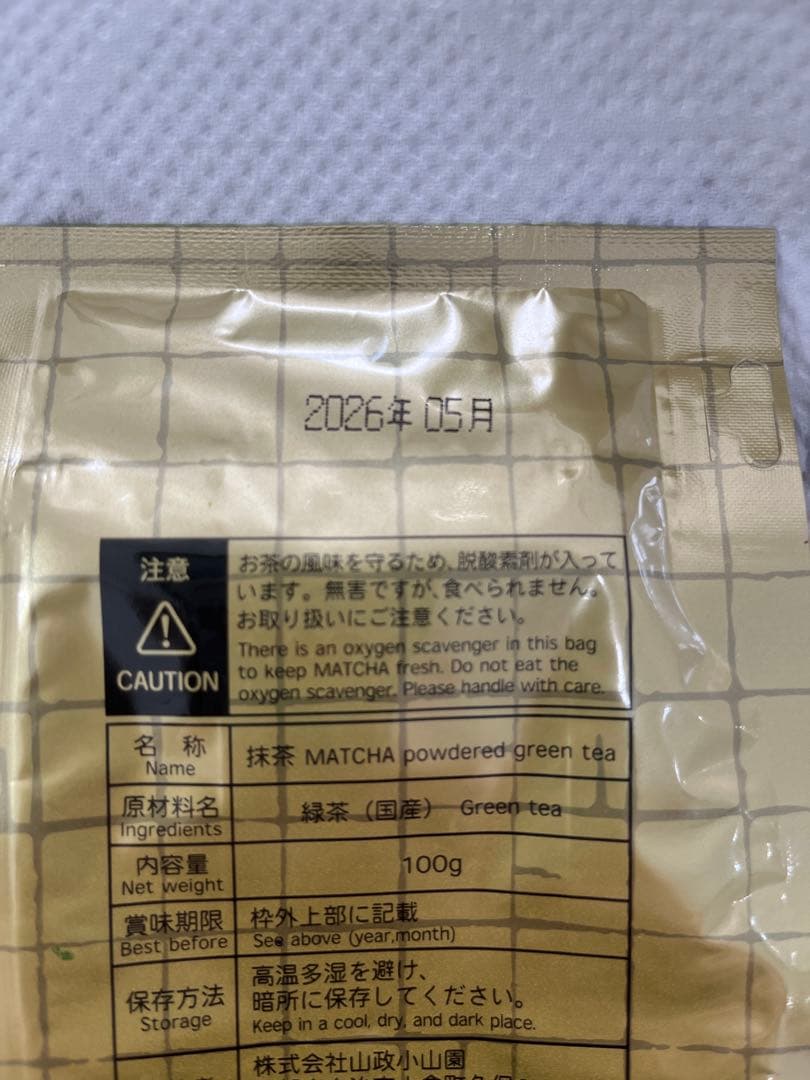 2026年 05月
注意
CAUTION
お茶の風味を守るため、脱酸素剤が入って
います。無害ですが、食べられません。
お取り扱いにご注意ください。
There is an oxygen scavenger in this bag
to keep MATCHA fresh. Do not eat the
oxygen scavenger. Please handle with care.
名 称
Name
抹茶 MATCHA powdered green tea
原材料名
Ingredients
緑茶（国産） Green tea
内容量
Net weight
100g
賞味期限
Best before
枠外上部に記載
See above (year,month)
保存方法
Storage
高温多湿を避け、
暗所に保存してください。
Keep in a cool, dry, and dark place.
株式会社山政小山園